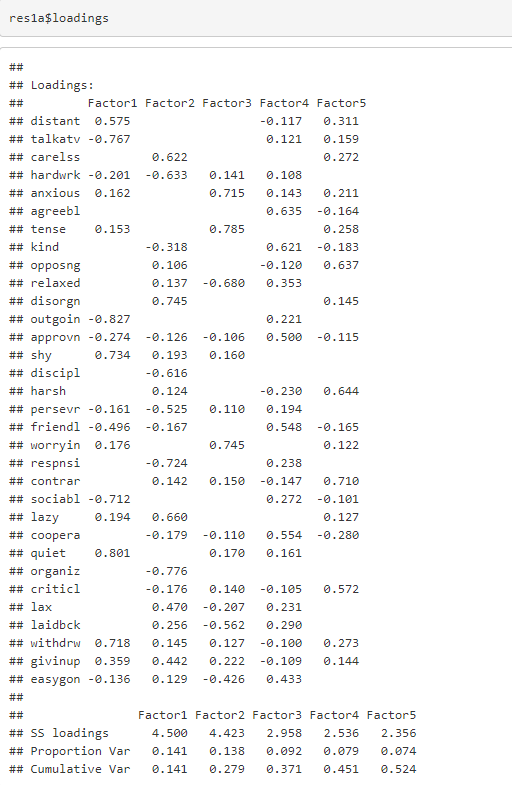 res1a$loadings
##
## Loadings:
##         Factor1 Factor2 Factor3 Factor4 Factor5
## distant  0.575                  -0.117   0.311
## talkatv -0.767                   0.121   0.159
## carelss          0.622                   0.272
## hardwrk -0.201  -0.633   0.141   0.108
## anxious  0.162           0.715   0.143   0.211
## agreebl                          0.635  -0.164
## tense    0.153           0.785           0.258
## kind            -0.318           0.621  -0.183
## opposng          0.106          -0.120   0.637
## relaxed          0.137  -0.680   0.353
## disorgn          0.745                   0.145
## outgoin -0.827                   0.221
## approvn -0.274  -0.126  -0.106   0.500  -0.115
## shy      0.734   0.193   0.160
## discipl         -0.616
## harsh            0.124          -0.230   0.644
## persevr -0.161  -0.525   0.110   0.194
## friendl -0.496  -0.167           0.548  -0.165
## worryin  0.176           0.745           0.122
## respnsi         -0.724           0.238
## contrar          0.142   0.150  -0.147   0.710
## sociabl -0.712                   0.272  -0.101
## lazy     0.194   0.660                   0.127
## coopera         -0.179  -0.110   0.554  -0.280
## quiet    0.801           0.170   0.161
## organiz         -0.776
## criticl         -0.176   0.140  -0.105   0.572
## lax              0.470  -0.207   0.231
## laidbck          0.256  -0.562   0.290
## withdrw  0.718   0.145   0.127  -0.100   0.273
## givinup  0.359   0.442   0.222  -0.109   0.144
## easygon -0.136   0.129  -0.426   0.433
##
##                Factor1 Factor2 Factor3 Factor4 Factor5
## SS loadings      4.500   4.423   2.958   2.536   2.356
## Proportion Var   0.141   0.138   0.092   0.079   0.074
## Cumulative Var   0.141   0.279   0.371   0.451   0.524